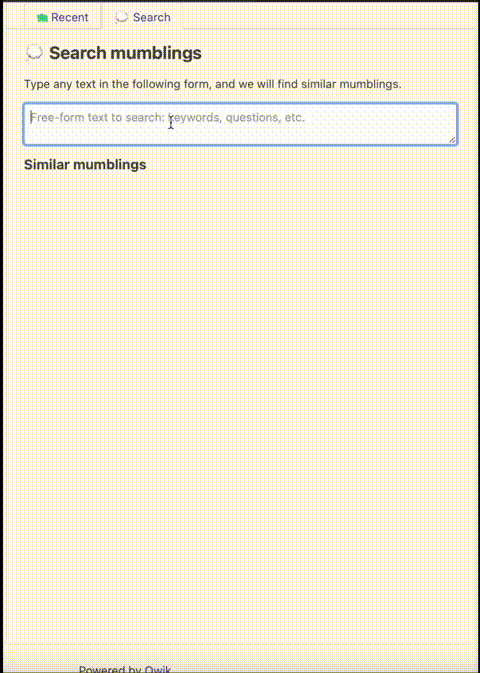 Recent Search
Search mumblings
Type any text in the following form, and we will find similar mumblings.
Free-form text to search: keywords, questions, etc.
Similar mumblings
Powered by Qwik